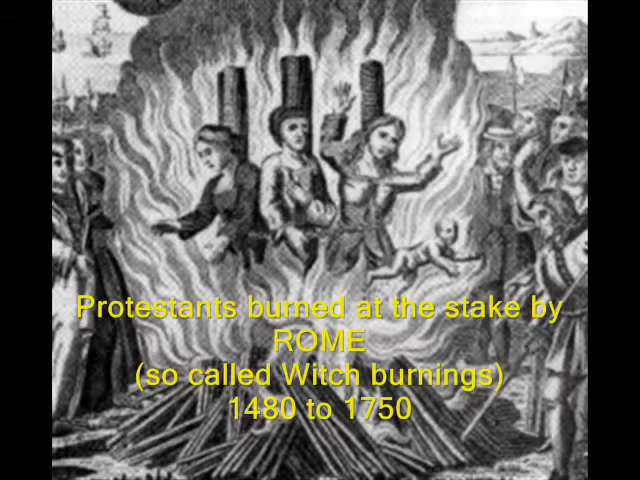 Protestants burned at the stake by
ROME
(so called Witch burnings)
1480 to 1750